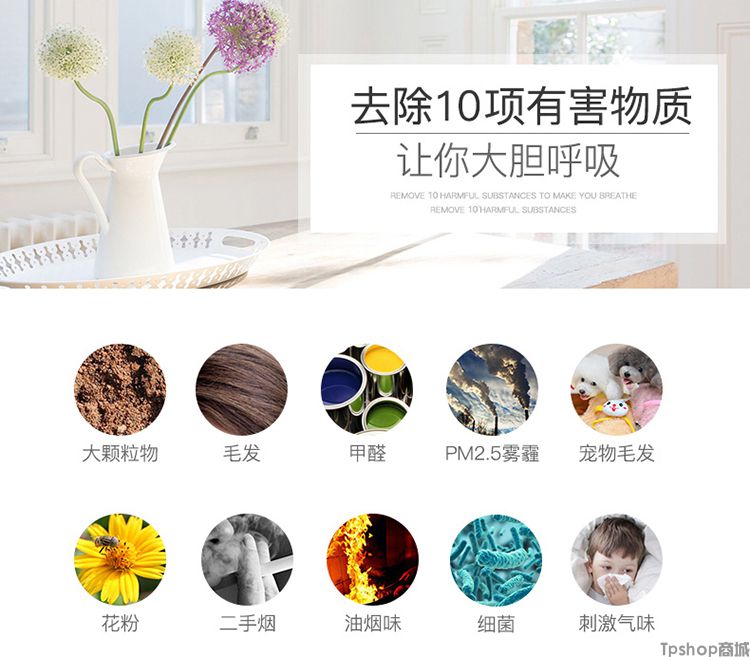 去除10项有害物质
让你大胆呼吸
REMOVE 10 HARMFUL SUBSTANCES TO MAKE YOU BREATHE
REMOVE 10 HARMFUL SUBSTANCES
大颗粒物 毛发 甲醛 PM2.5雾霾 宠物毛发
花粉 二手烟 油烟味 细菌 刺激气味
Tpshop商城